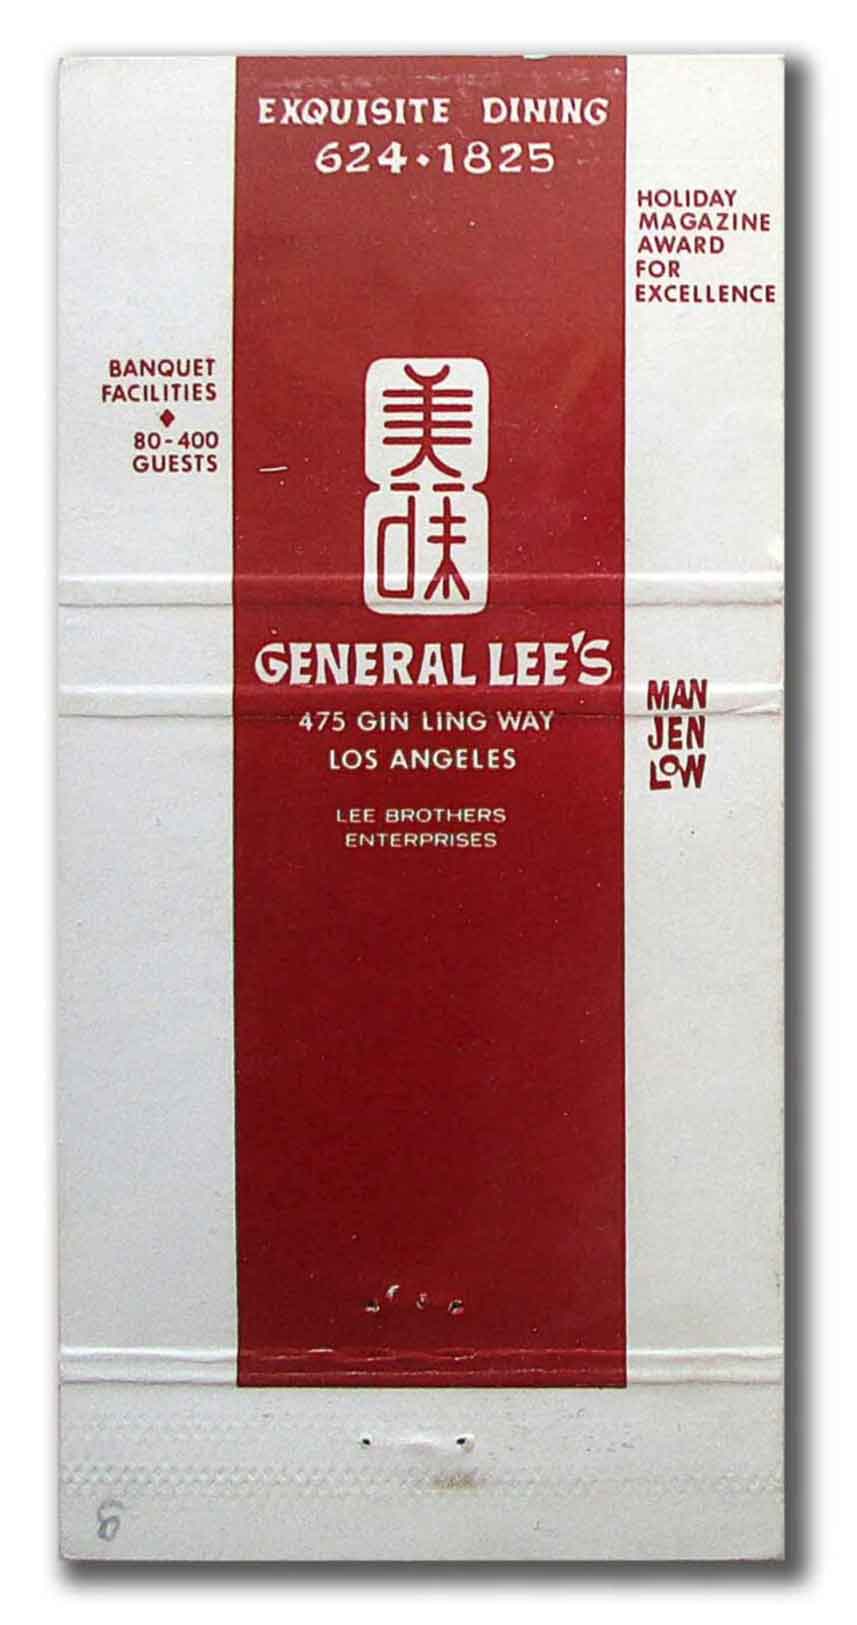 EXQUISITE DINING
624•1825
HOLIDAY
MAGAZINE
AWARD
FOR
EXCELLENCE
BANQUET
FACILITIES
♦
80-400
GUESTS
美
味
GENERAL LEE'S
475 GIN LING WAY
LOS ANGELES
LEE BROTHERS
ENTERPRISES
MAN
JEN
LOW
8